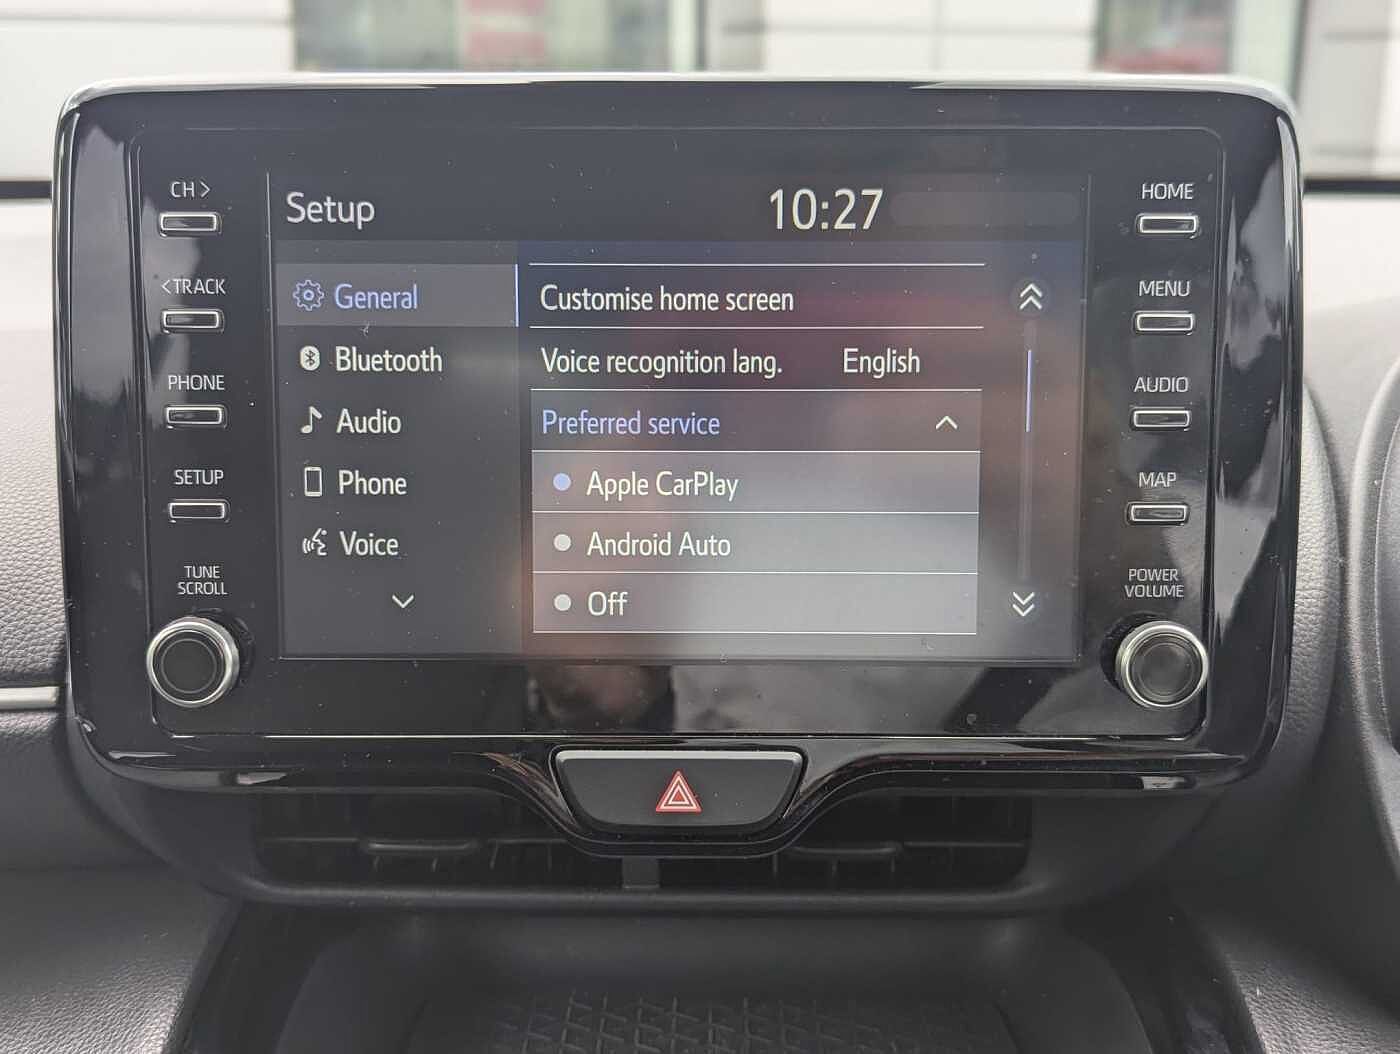 CH >
<TRACK
PHONE
SETUP
TUNE
SCROLL
Setup
10:27
General
Bluetooth
Audio
Phone
Voice
Customise home screen
Voice recognition lang. English
Preferred service
Apple CarPlay
Android Auto
Off
HOME
MENU
AUDIO
MAP
POWER
VOLUME